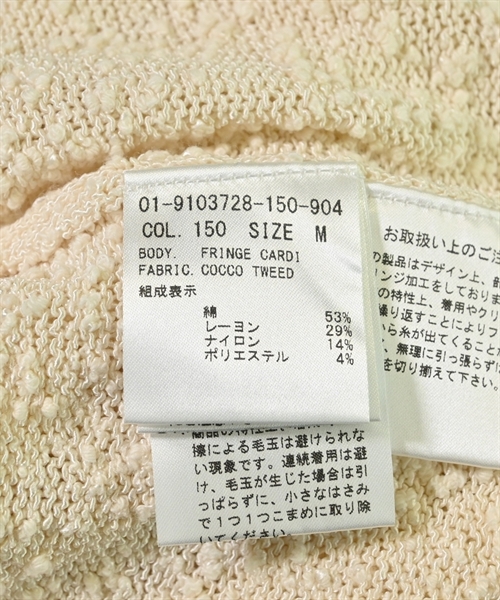 01-9103728-150-904
COL. 150 SIZE M
BODY. FRINGE CARDI
FABRIC. COCCO TWEED
組成表示
綿 53%
レーヨン 29%
ナイロン 14%
ポリエステル 4%
擦による毛玉は避けられな
い現象です。連続着用は避
け、毛玉が生じた場合は引
っぱらずに、小さなはさみ
で1つ1つこまめに取り除
いてください。
お取扱い上のご注
の製品はデザイン上、
リンジ加工をしておりま
の特性上、着用やクリ
繰り返すことによりフ
から糸が出てくること
、無理に引っ張らず
を切り揃えて下さい。